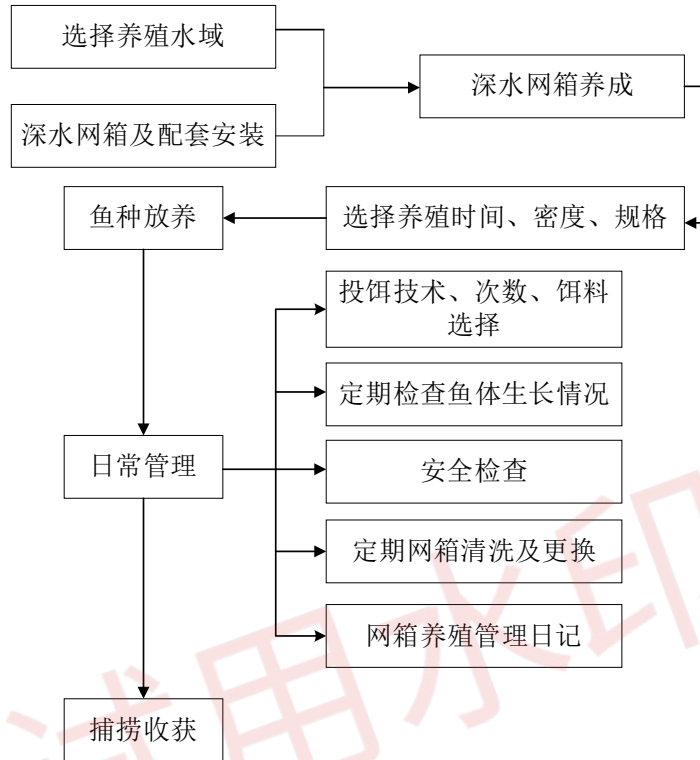 选择养殖水域
深水网箱养成
深水网箱及配套安装
鱼种放养
选择养殖时间、密度、规格
投饵技术、次数、饵料
选择
定期检查鱼体生长情况
日常管理
安全检查
定期网箱清洗及更换
网箱养殖管理日记
捕捞收获
试用水印